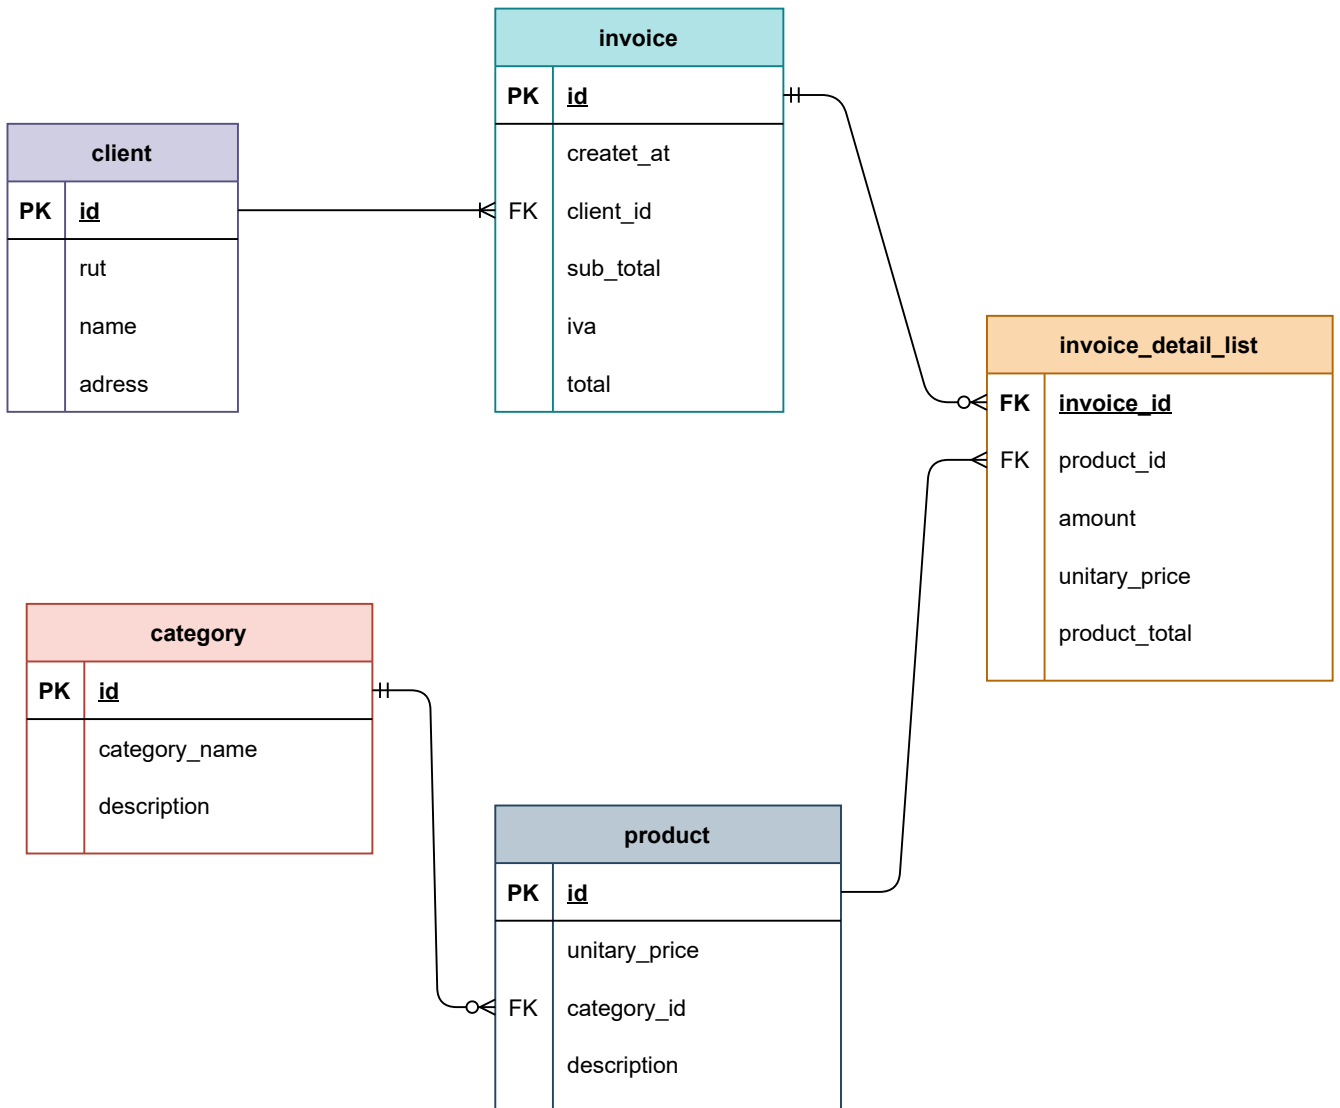 invoice
PK id
createt_at
FK client_id
sub_total
iva
total
client
PK id
rut
name
adress
invoice_detail_list
FK invoice_id
FK product_id
amount
unitary_price
product_total
category
PK id
category_name
description
product
PK id
unitary_price
FK category_id
description